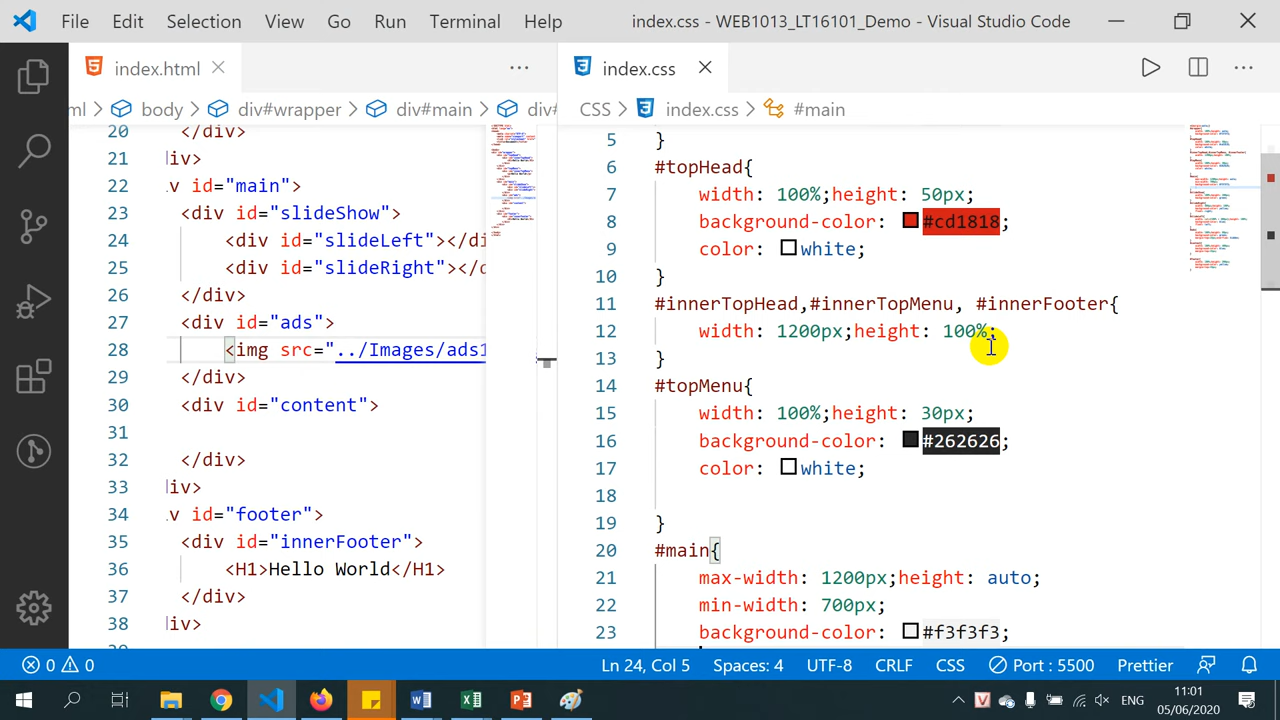 File Edit Selection View Go Run Terminal Help index.css - WEB1013_LT16101_Demo - Visual Studio Code
index.html
ml > body > div#wrapper > div#main >
20 </div>
21 iv>
22 v id="main">
23 <div id="slideShow">
24 <div id="slideLeft"></di
25 <div id="slideRight"></d
26 </div>
27 <div id="ads">
28 <img src="../Images/ads1
29 </div>
30 <div id="content">
31
32 </div>
33 iv>
34 v id="footer">
35 <div id="innerFooter">
36 <H1>Hello World</H1>
37 </div>
38 iv>
index.css
CSS > index.css > #main
5 }
6 #topHead{
7 width: 100%;height: 50px;
8 background-color: #cd1818;
9 color: white;
10 }
11 #innerTopHead,#innerTopMenu, #innerFooter{
12 width: 1200px;height: 100%;
13 }
14 #topMenu{
15 width: 100%;height: 30px;
16 background-color: #262626;
17 color: white;
18
19 }
20 #main{
21 max-width: 1200px;height: auto;
22 min-width: 700px;
23 background-color: #f3f3f3;
0 0 Ln 24, Col 5 Spaces: 4 UTF-8 CRLF CSS Port : 5500 Prettier
ENG 11:01
05/06/2020